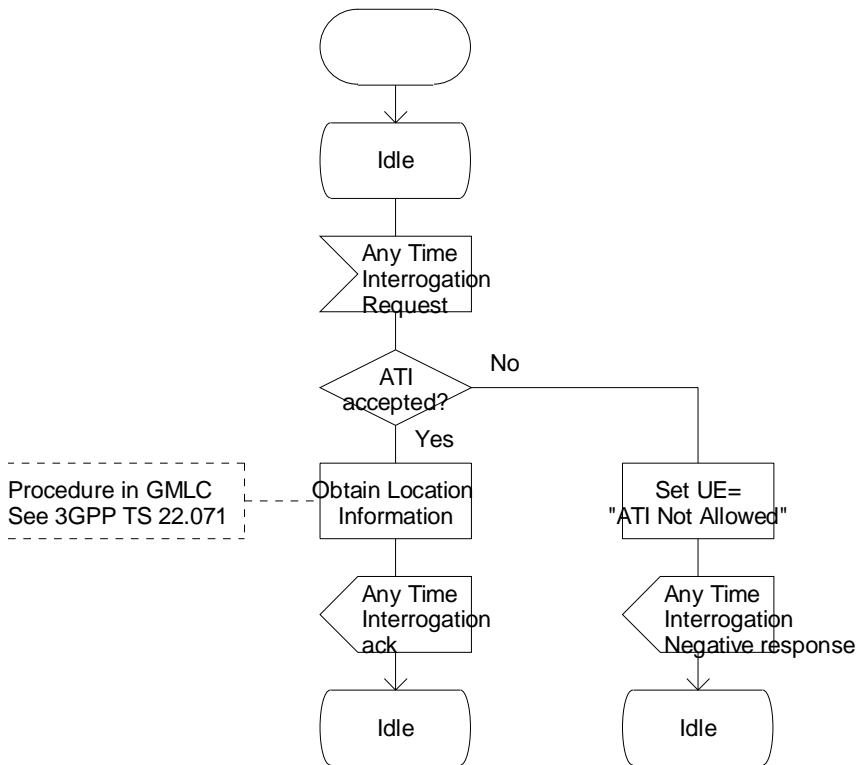 Idle
Any Time
Interrogation
Request
ATI
accepted?
No
Yes
Procedure in GMLC
See 3GPP TS 22.071
Obtain Location
Information
Set UE=
"ATI Not Allowed"
Any Time
Interrogation
ack
Any Time
Interrogation
Negative response
Idle
Idle